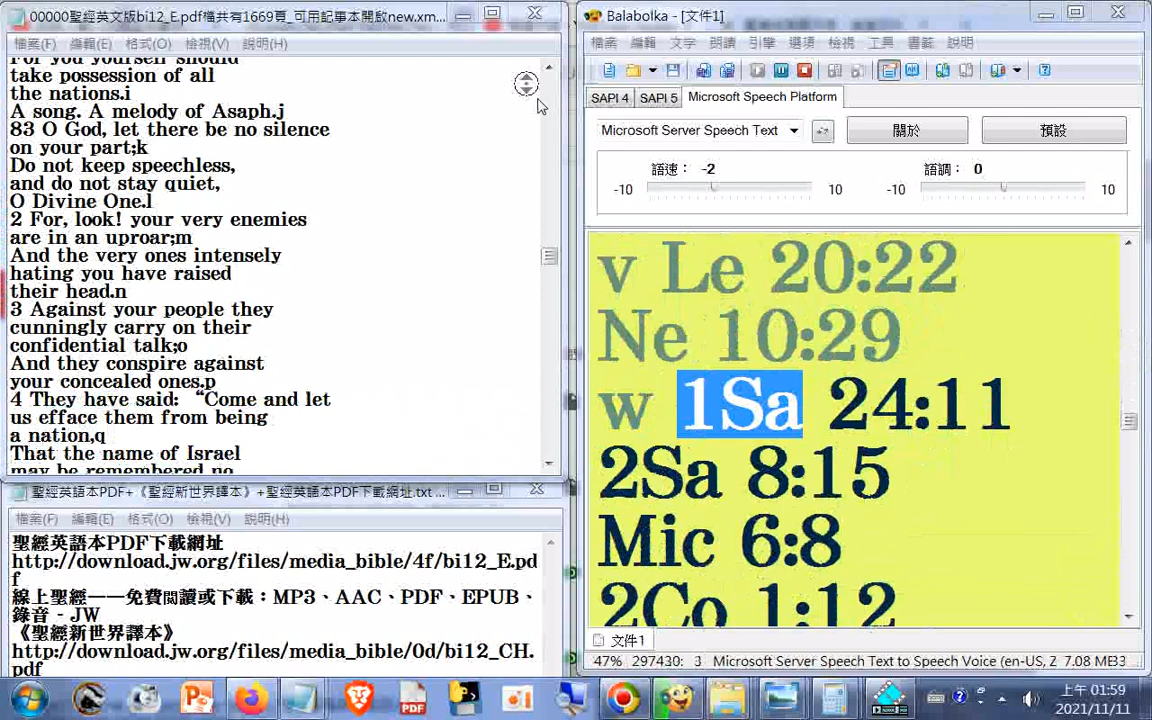 00000聖經英文版bi12_E.pdf檔共有1669頁_可用記事本開啟new.xm...
檔案(F) 編輯(E) 格式(O) 檢視(V) 說明(H)
For you yourself should
take possession of all
the nations.i
A song. A melody of Asaph.j
83 O God, let there be no silence
on your part;k
Do not keep speechless,
and do not stay quiet,
O Divine One.l
2 For, look! your very enemies
are in an uproar;m
And the very ones intensely
hating you have raised
their head.n
3 Against your people they
cunningly carry on their
confidential talk;o
And they conspire against
your concealed ones.p
4 They have said: “Come and let
us efface them from being
a nation,q
That the name of Israel
may be remembered no
聖經英語本PDF+《聖經新世界譯本》+聖經英語本PDF下載網址.txt ...
檔案(F) 編輯(E) 格式(O) 檢視(V) 說明(H)
聖經英語本PDF下載網址
http://download.jw.org/files/media_bible/4f/bi12_E.pd
f
線上聖經——免費閱讀或下載：MP3、AAC、PDF、EPUB、
錄音 - JW
《聖經新世界譯本》
http://download.jw.org/files/media_bible/0d/bi12_CH.
pdf
Balabolka - [文件1]
檔案 編輯 文字 朗讀 引擎 選項 檢視 工具 書籤 說明
SAPI 4 SAPI 5 Microsoft Speech Platform
Microsoft Server Speech Text 關於 預設
語速： -2 語調： 0
-10 10 -10 10
v Le 20:22
Ne 10:29
w 1Sa 24:11
2Sa 8:15
Mic 6:8
2Co 1:12
文件1
47% 297430: 3 Microsoft Server Speech Text to Speech Voice (en-US, Z 7.08 MB
PDF
上午 01:59
2021/11/11